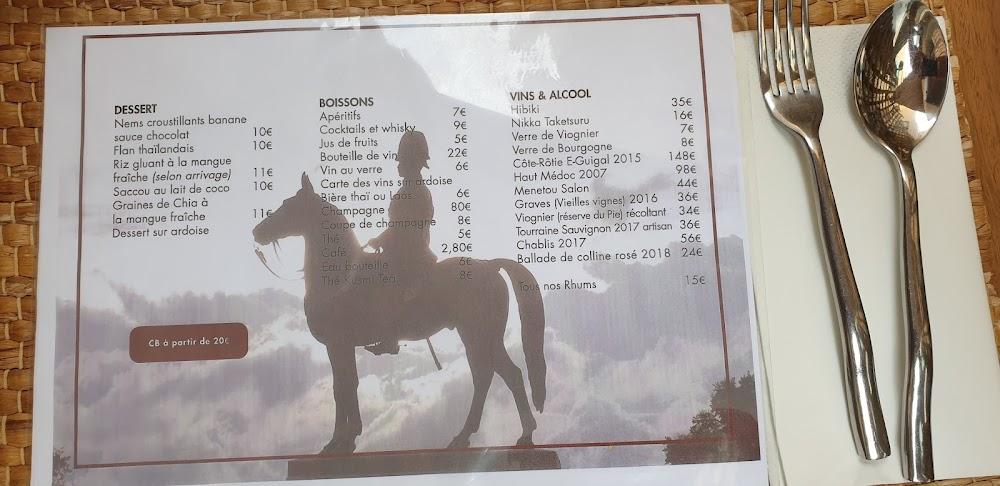 DESSERT
Nems croustillants banane
sauce chocolat 10€
Flan thaïlandais 10€
Riz gluant à la mangue
fraîche (selon arrivage) 11€
Saccou au lait de coco 10€
Graines de Chia à
la mangue fraîche 11€
Dessert sur ardoise
CB à partir de 20€
BOISSONS
Apéritifs 7€
Cocktails et whisky 9€
Jus de fruits 5€
Bouteille de vin 22€
Vin au verre 6€
Carte des vins sur ardoise
Bière thaï ou Laos 6€
Champagne 80€
Coupe de champagne 8€
Thé 5€
Café 2,80€
Eau bouteille 6€
Thé Kusmi Tea 8€
VINS & ALCOOL
Hibiki 35€
Nikka Taketsuru 16€
Verre de Viognier 7€
Verre de Bourgogne 8€
Côte-Rôtie E-Guigal 2015 148€
Haut Médoc 2007 98€
Menetou Salon 44€
Graves (Vieilles vignes) 2016 36€
Viognier (réserve du Pie) récoltant 34€
Tourraine Sauvignon 2017 artisan 36€
Chablis 2017 56€
Ballade de colline rosé 2018 24€
Tous nos Rhums 15€